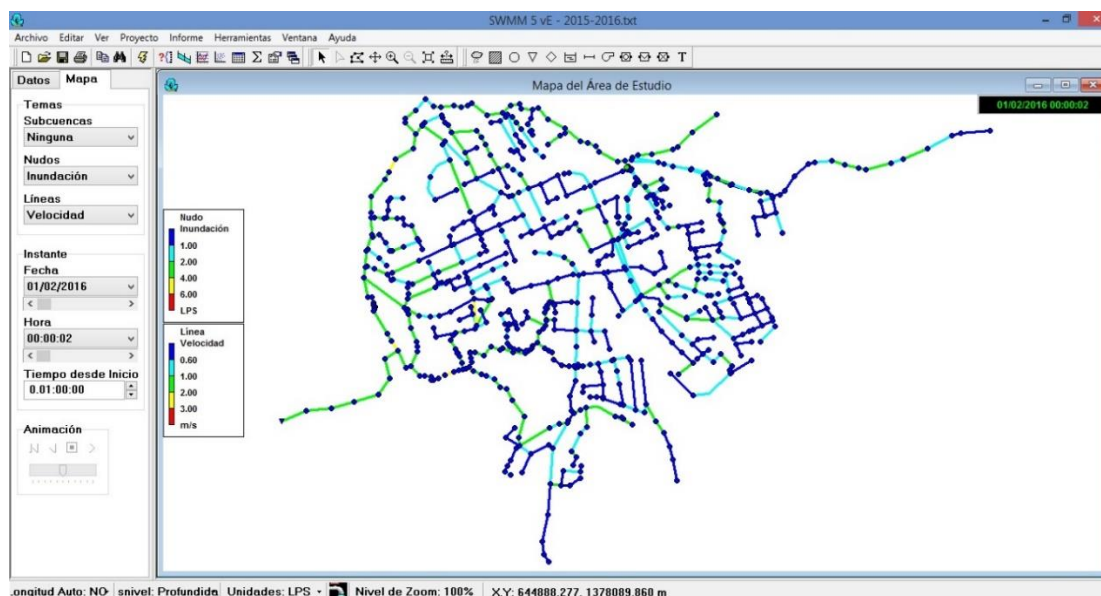 SWMM 5 vE - 2015-2016.txt
Archivo Editar Ver Proyecto Informe Herramientas Ventana Ayuda
Datos Mapa
Temas
Subcuencas
Ninguna
Nudos
Inundación
Líneas
Velocidad
Instante
Fecha
01/02/2016
Hora
00:00:02
Tiempo desde Inicio
0.01:00:00
Animación
Mapa del Área de Estudio
01/02/2016 00:00:02
Nudo
Inundación
1.00
2.00
4.00
6.00
LPS
Linea
Velocidad
0.60
1.00
2.00
3.00
m/s
ongitud Auto: NO snivel: Profundida Unidades: LPS Nivel de Zoom: 100% X,Y: 644888.277, 1378089.860 m